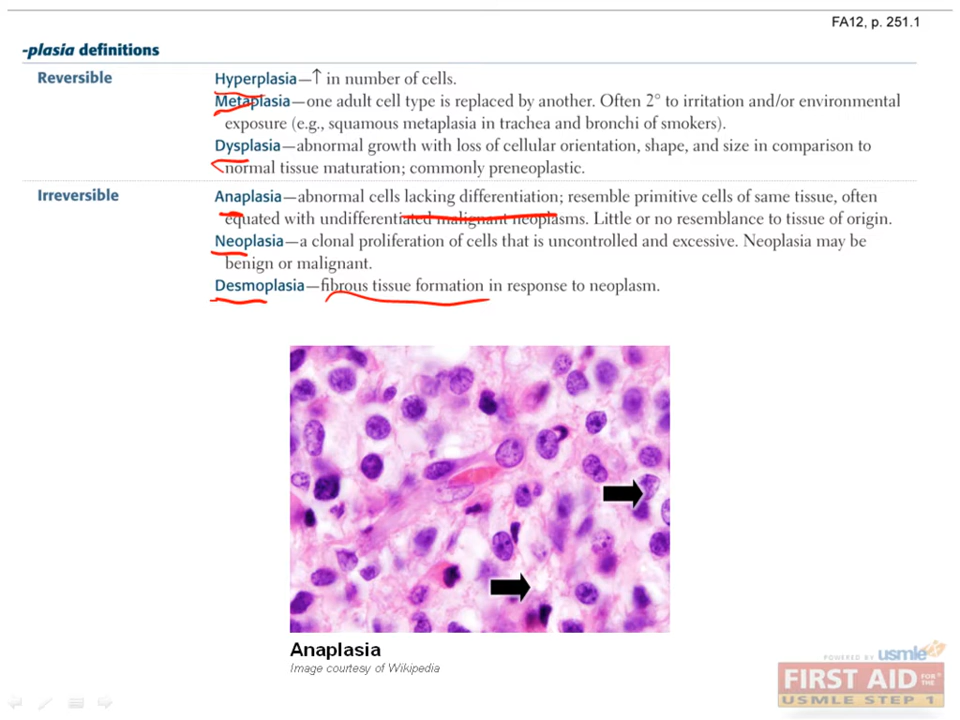 FA12, p. 251.1
-plasia definitions
Reversible
Hyperplasia—↑ in number of cells.
Metaplasia—one adult cell type is replaced by another. Often 2° to irritation and/or environmental
exposure (e.g., squamous metaplasia in trachea and bronchi of smokers).
Dysplasia—abnormal growth with loss of cellular orientation, shape, and size in comparison to
normal tissue maturation; commonly preneoplastic.
Irreversible
Anaplasia—abnormal cells lacking differentiation; resemble primitive cells of same tissue, often
equated with undifferentiated malignant neoplasms. Little or no resemblance to tissue of origin.
Neoplasia—a clonal proliferation of cells that is uncontrolled and excessive. Neoplasia may be
benign or malignant.
Desmoplasia—fibrous tissue formation in response to neoplasm.
Anaplasia
Image courtesy of Wikipedia
POWERED BY usmle
FIRST AID FOR THE
USMLE STEP 1